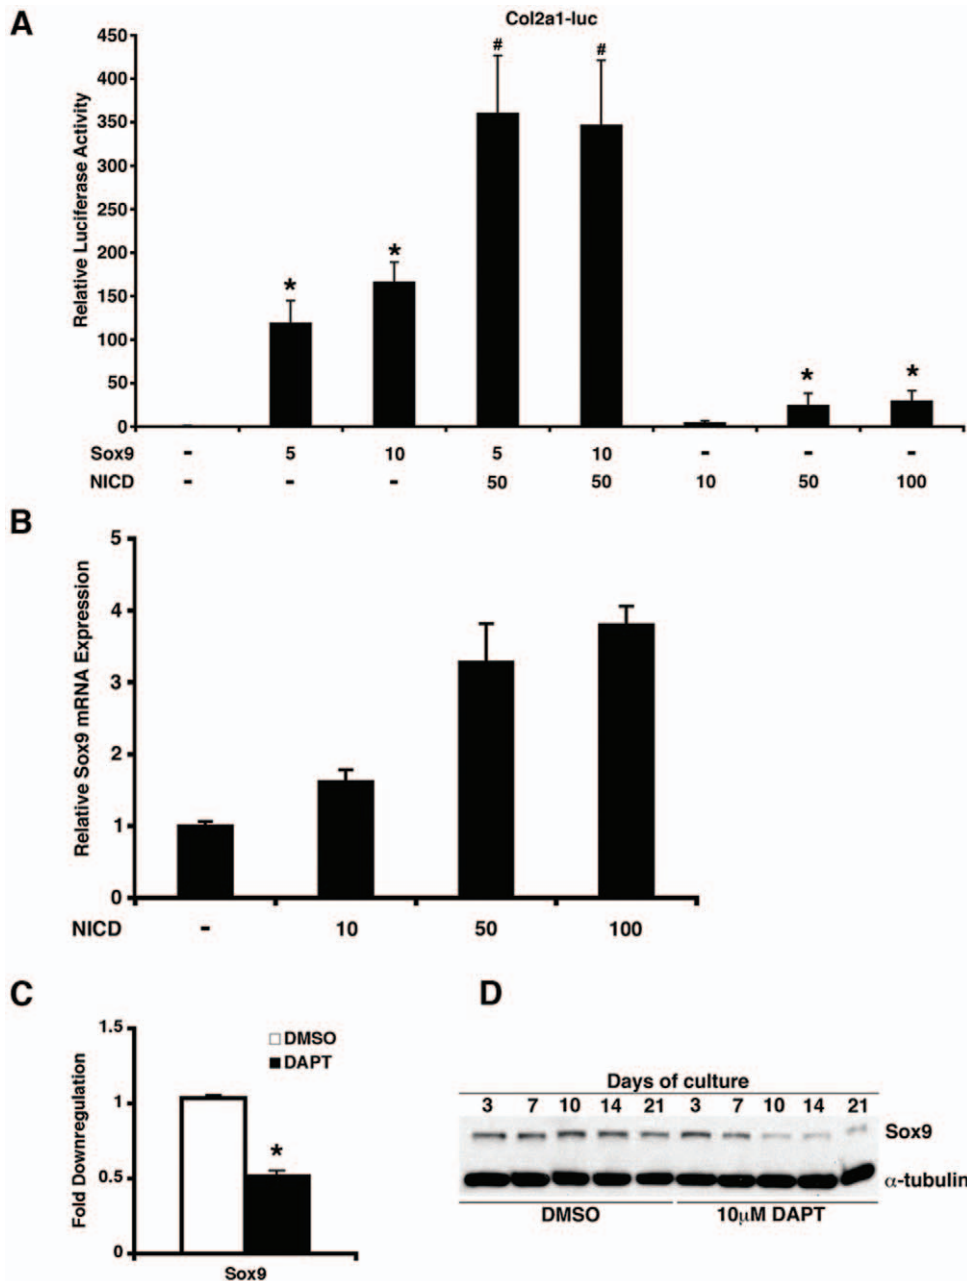 A
Col2a1-luc
Relative Luciferase Activity
450
400
350
300
250
200
150
100
50
0
# #
* * * *
Sox9 - 5 10 5 10 - - -
NICD - - - 50 50 10 50 100
B
Relative Sox9 mRNA Expression
5
4
3
2
1
0
NICD - 10 50 100
C
Fold Downregulation
1.5
1
0.5
0
DMSO
DAPT
*
Sox9
D
Days of culture
3 7 10 14 21 3 7 10 14 21
Sox9
α-tubulin
DMSO 10μM DAPT